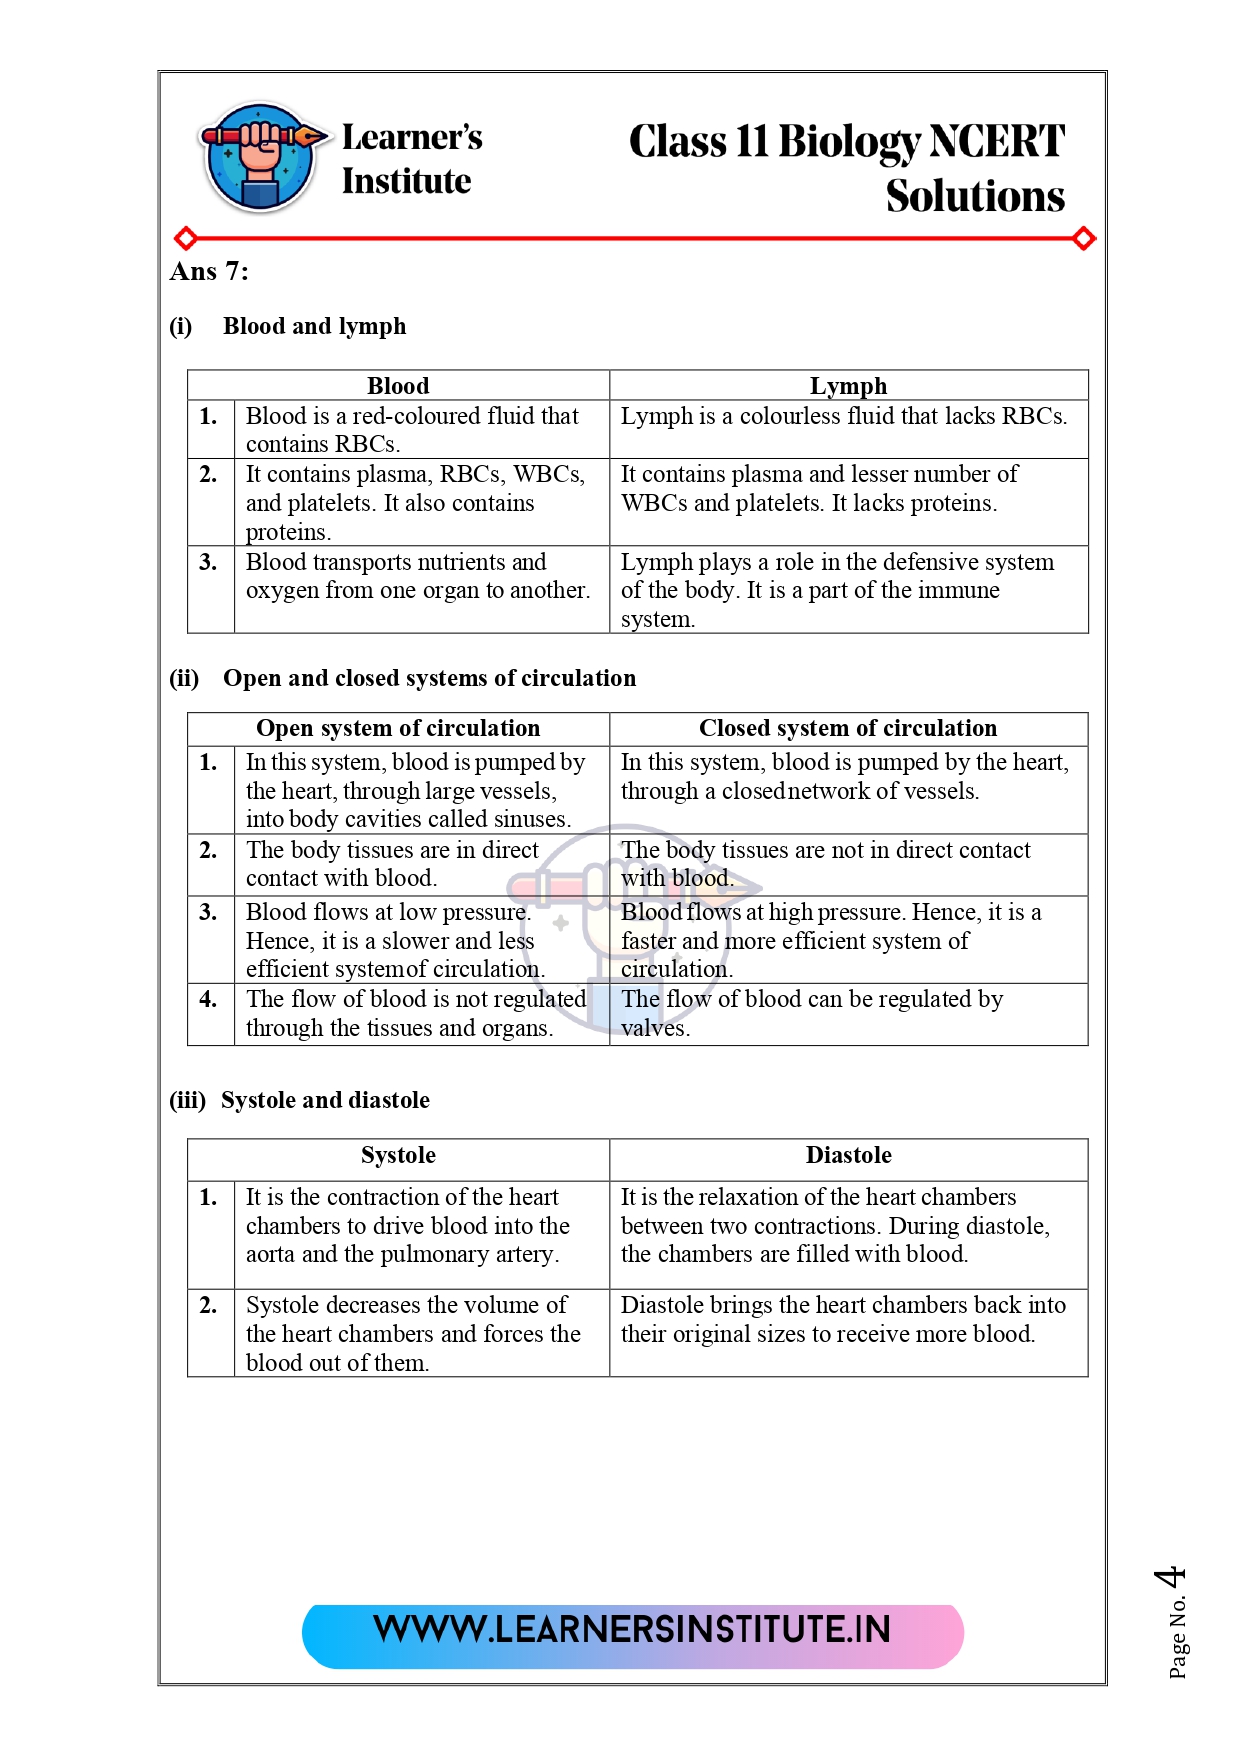 Learner's
Institute
Class 11 Biology NCERT
Solutions
Ans 7:
(i) Blood and lymph
Blood Lymph
1. Blood is a red-coloured fluid that
contains RBCs.
Lymph is a colourless fluid that lacks RBCs.
2. It contains plasma, RBCs, WBCs,
and platelets. It also contains
proteins.
It contains plasma and lesser number of
WBCs and platelets. It lacks proteins.
3. Blood transports nutrients and
oxygen from one organ to another.
Lymph plays a role in the defensive system
of the body. It is a part of the immune
system.
(ii) Open and closed systems of circulation
Open system of circulation Closed system of circulation
1. In this system, blood is pumped by
the heart, through large vessels,
into body cavities called sinuses.
In this system, blood is pumped by the heart,
through a closed network of vessels.
2. The body tissues are in direct
contact with blood.
The body tissues are not in direct contact
with blood.
3. Blood flows at low pressure.
Hence, it is a slower and less
efficient system of circulation.
Blood flows at high pressure. Hence, it is a
faster and more efficient system of
circulation.
4. The flow of blood is not regulated
through the tissues and organs.
The flow of blood can be regulated by
valves.
(iii) Systole and diastole
Systole Diastole
1. It is the contraction of the heart
chambers to drive blood into the
aorta and the pulmonary artery.
It is the relaxation of the heart chambers
between two contractions. During diastole,
the chambers are filled with blood.
2. Systole decreases the volume of
the heart chambers and forces the
blood out of them.
Diastole brings the heart chambers back into
their original sizes to receive more blood.
WWW.LEARNERSINSTITUTE.IN
Page No. 4